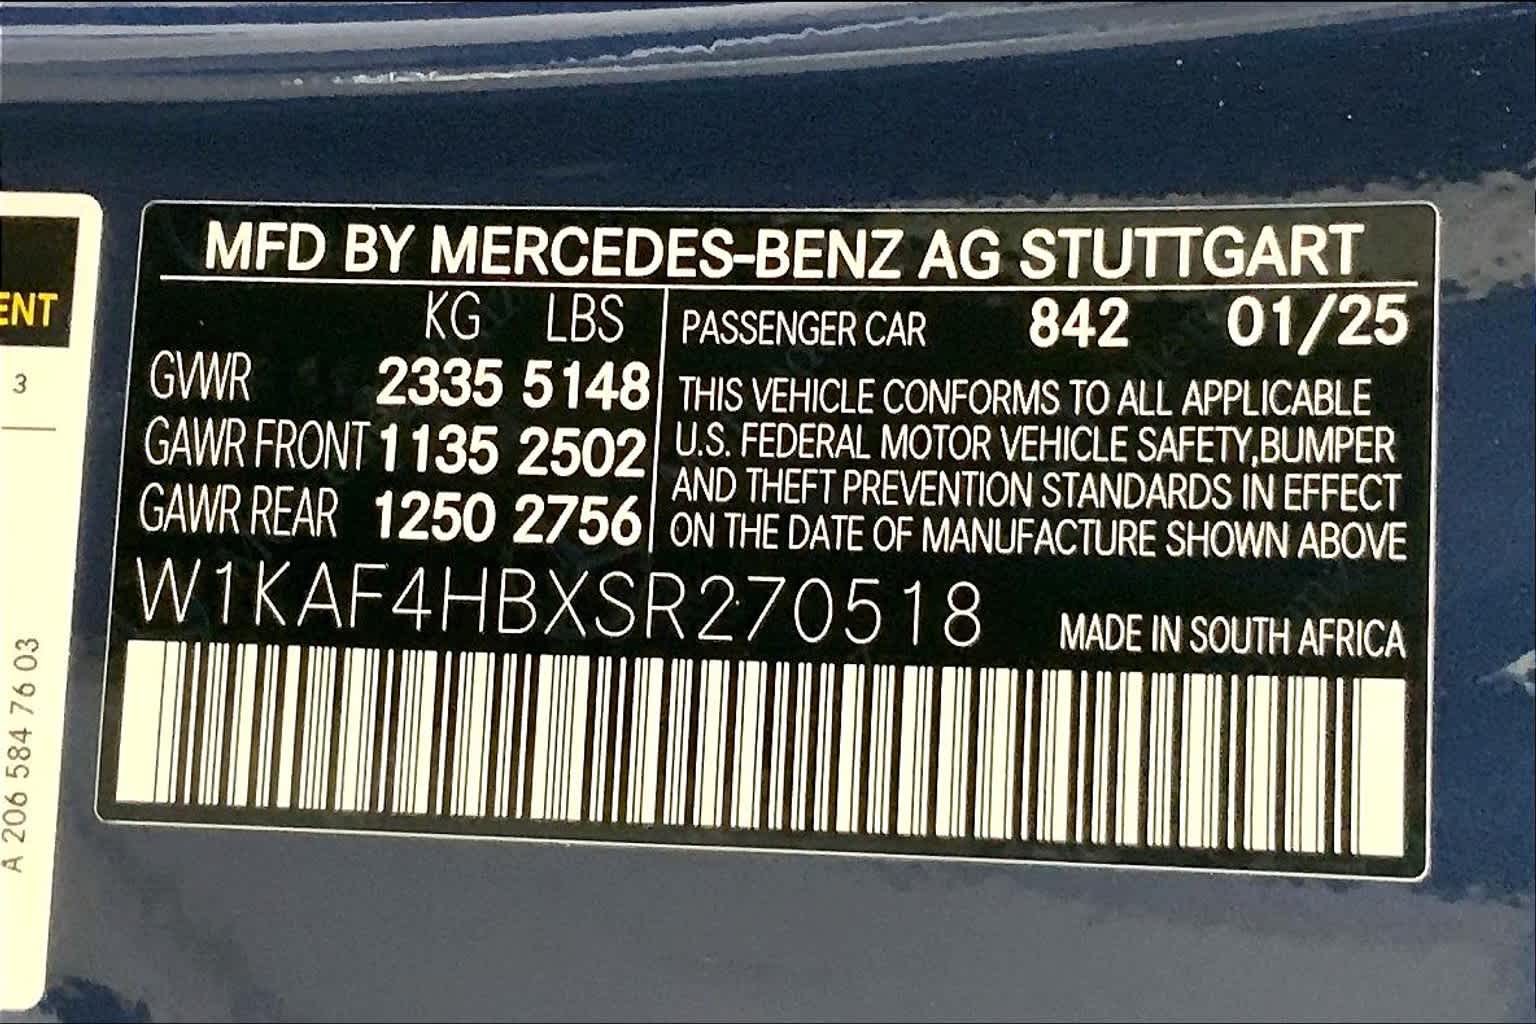 ENT
3
A 206 584 76 03
MFD BY MERCEDES-BENZ AG STUTTGART
KG LBS
GVWR 2335 5148
GAWR FRONT 1135 2502
GAWR REAR 1250 2756
PASSENGER CAR 842 01/25
THIS VEHICLE CONFORMS TO ALL APPLICABLE
U.S. FEDERAL MOTOR VEHICLE SAFETY,BUMPER
AND THEFT PREVENTION STANDARDS IN EFFECT
ON THE DATE OF MANUFACTURE SHOWN ABOVE
W1KAF4HBXSR270518
MADE IN SOUTH AFRICA